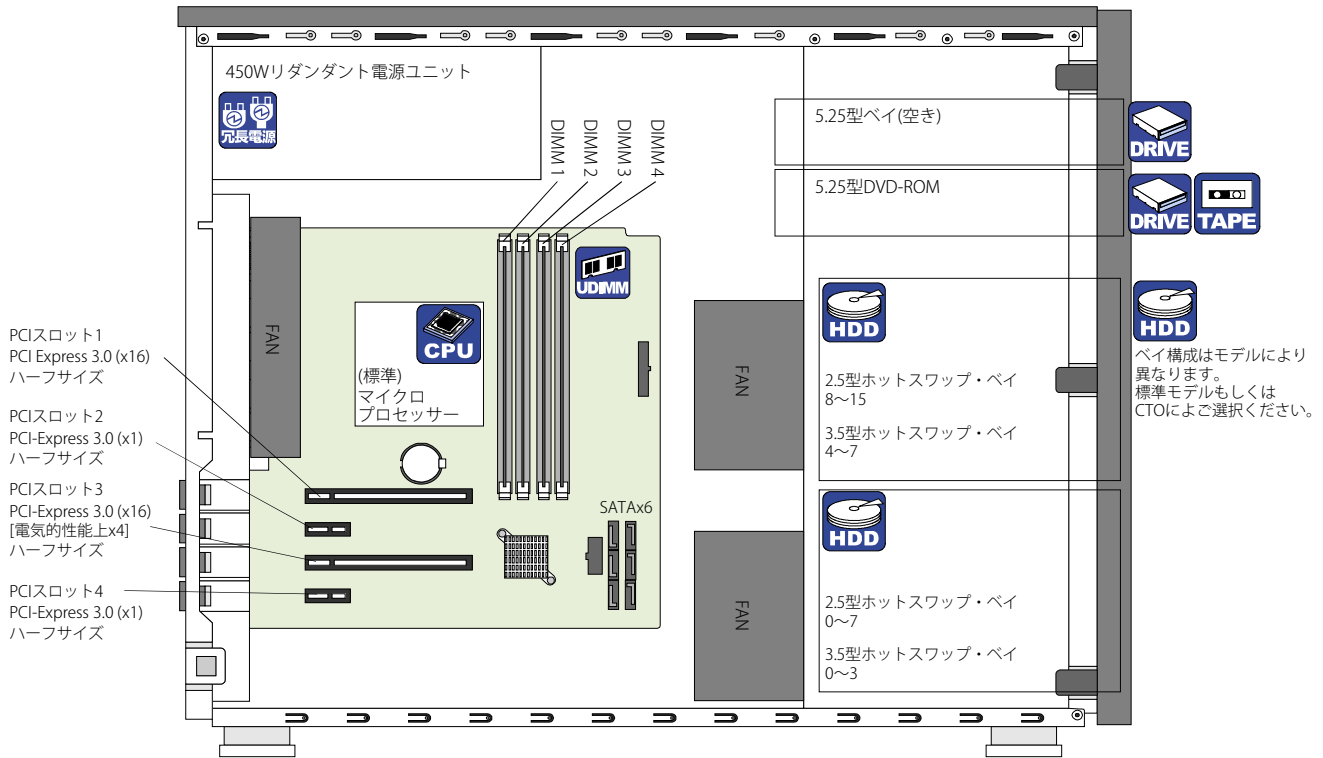 450Wリダンダント電源ユニット
冗長電源
DIMM 1
DIMM 2
DIMM 3
DIMM 4
5.25型ベイ(空き)
DRIVE
5.25型DVD-ROM
DRIVE
TAPE
UDIMM
FAN
CPU
(標準)
マイクロ
プロセッサー
FAN
HDD
2.5型ホットスワップ・ベイ
8～15
3.5型ホットスワップ・ベイ
4～7
HDD
ベイ構成はモデルにより
異なります。
標準モデルもしくは
CTOによご選択ください。
PCIスロット1
PCI Express 3.0 (x16)
ハーフサイズ
PCIスロット2
PCI-Express 3.0 (x1)
ハーフサイズ
PCIスロット3
PCI-Express 3.0 (x16)
[電気的性能上x4]
ハーフサイズ
PCIスロット4
PCI-Express 3.0 (x1)
ハーフサイズ
SATAx6
FAN
HDD
2.5型ホットスワップ・ベイ
0～7
3.5型ホットスワップ・ベイ
0～3